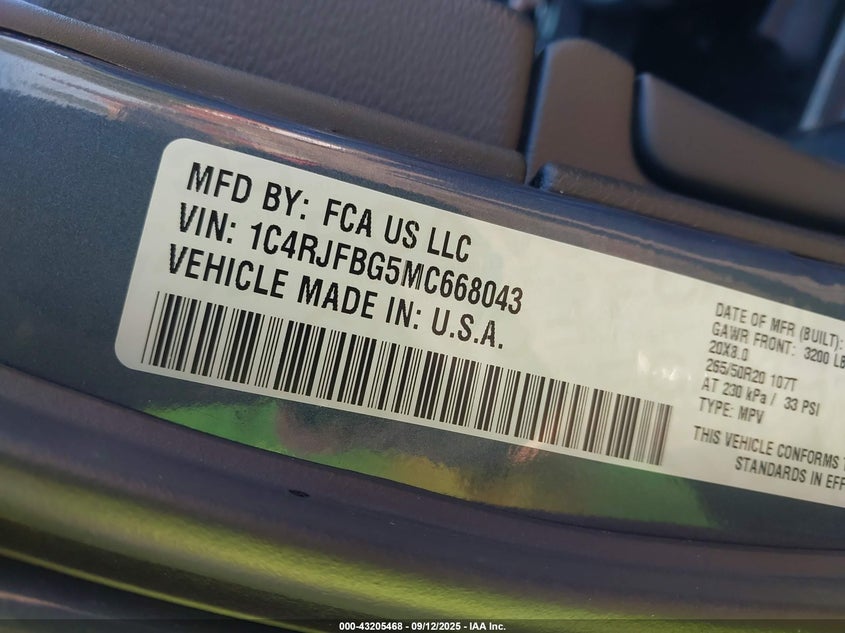 MFD BY: FCA US LLC
VIN: 1C4RJFBG5MC668043
VEHICLE MADE IN: U.S.A.
DATE OF MFR (BUILT):
GAWR FRONT: 3200 LB
20X8.0
265/50R20 107T
AT 230 kPa / 33 PSI
TYPE: MPV
THIS VEHICLE CONFORMS T
STANDARDS IN EFF
000-43205468 - 09/12/2025 - IAA Inc.